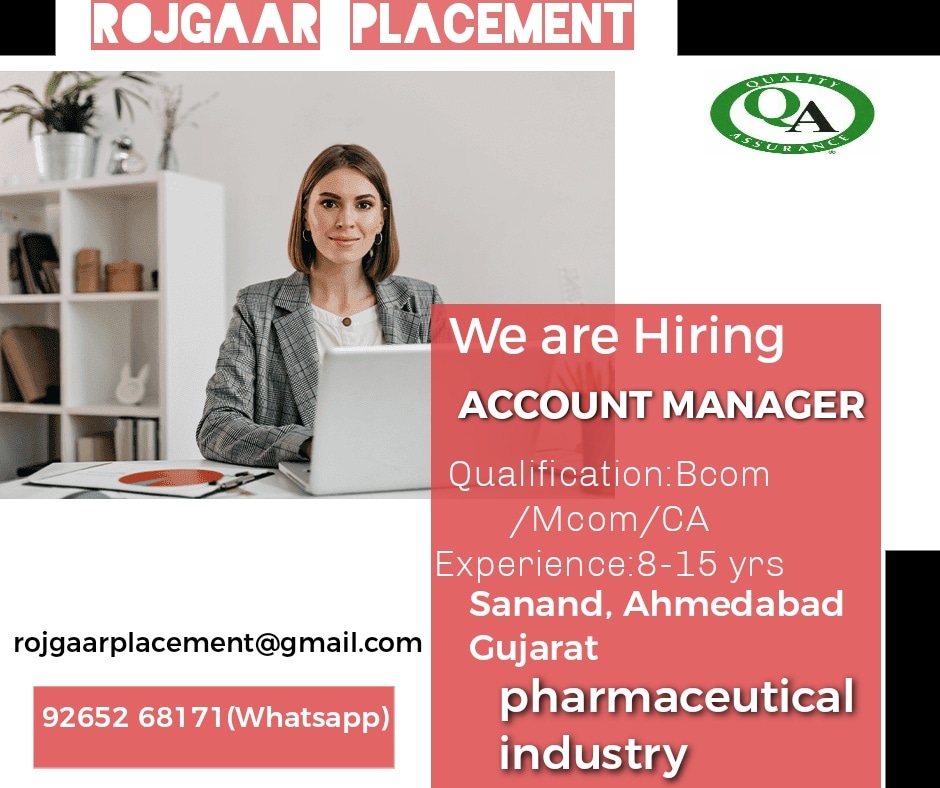 ROJGAAR PLACEMENT
QUALITY
QA
ASSURANCE
We are Hiring
ACCOUNT MANAGER
Qualification:Bcom
/Mcom/CA
Experience:8-15 yrs
Sanand, Ahmedabad
Gujarat
pharmaceutical
industry
rojgaarplacement@gmail.com
92652 68171(Whatsapp)